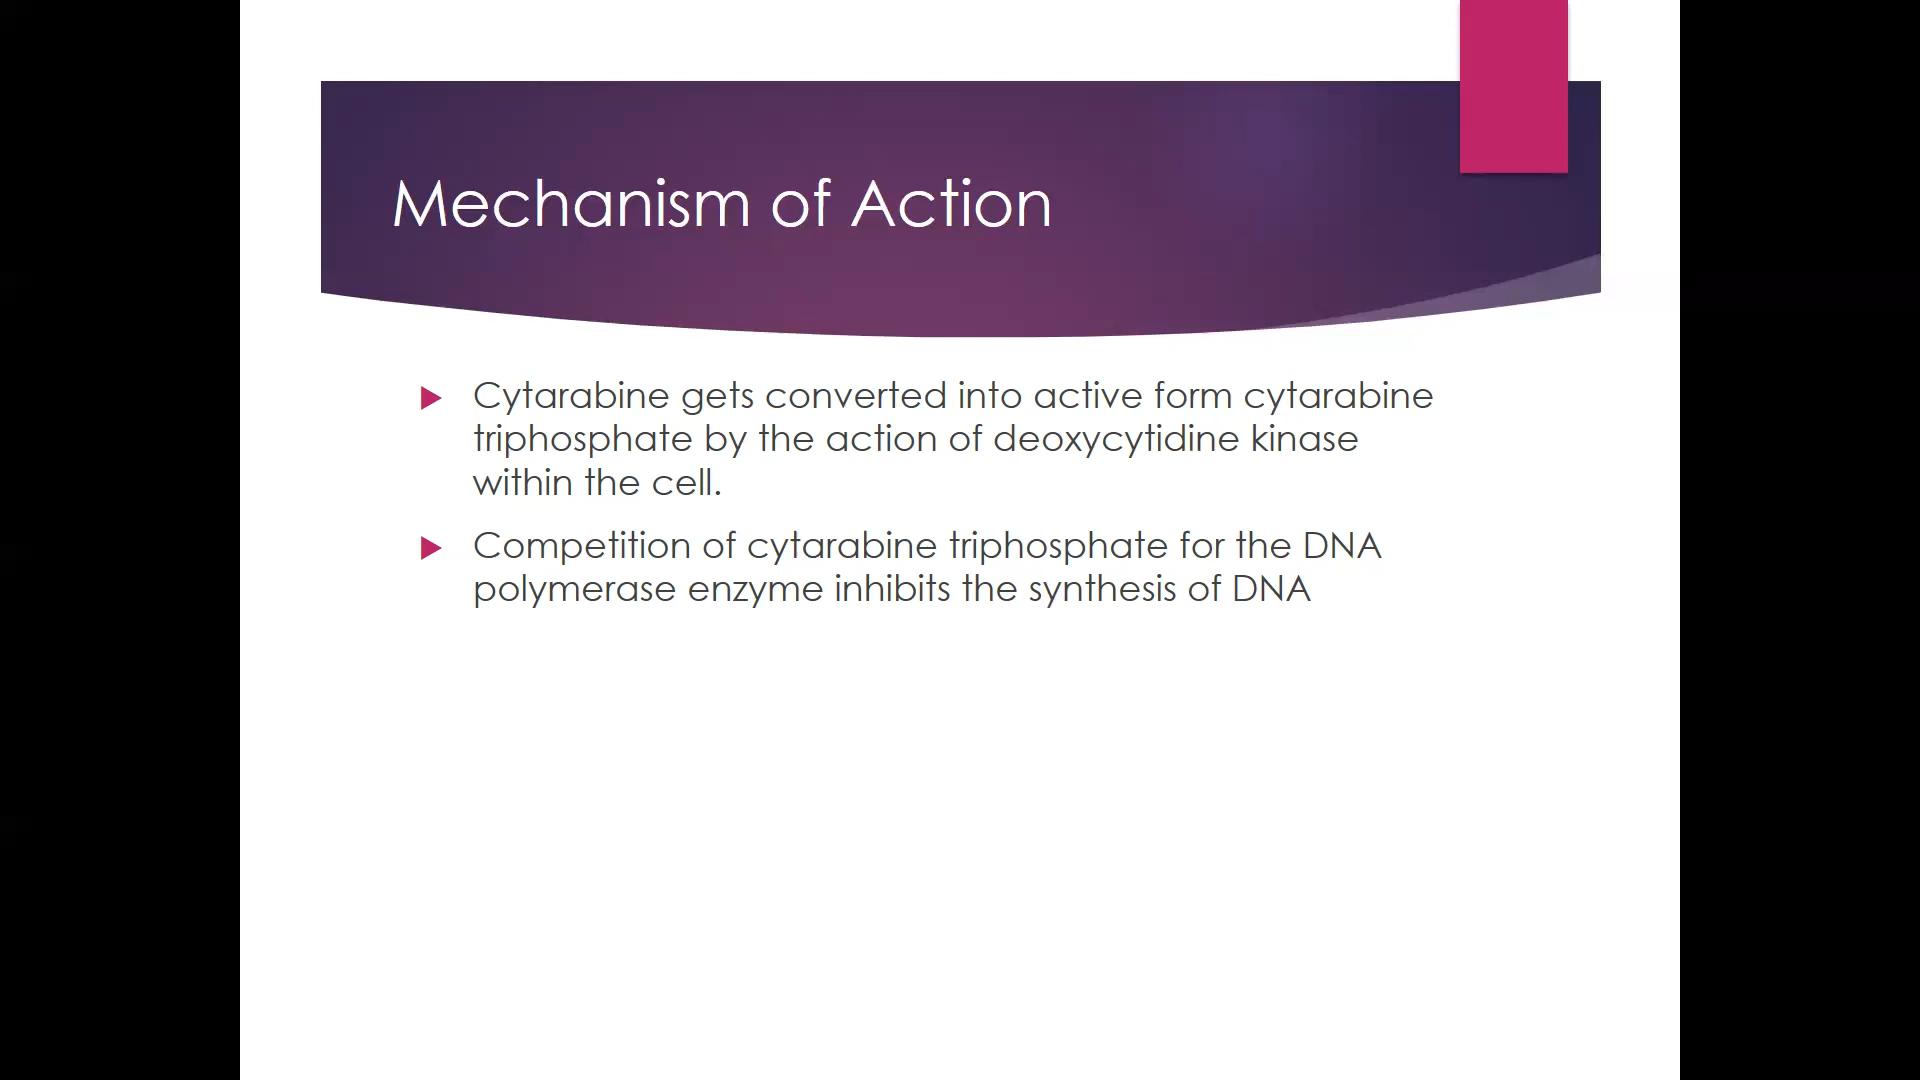 Mechanism of Action
Cytarabine gets converted into active form cytarabine
triphosphate by the action of deoxycytidine kinase
within the cell.
Competition of cytarabine triphosphate for the DNA
polymerase enzyme inhibits the synthesis of DNA